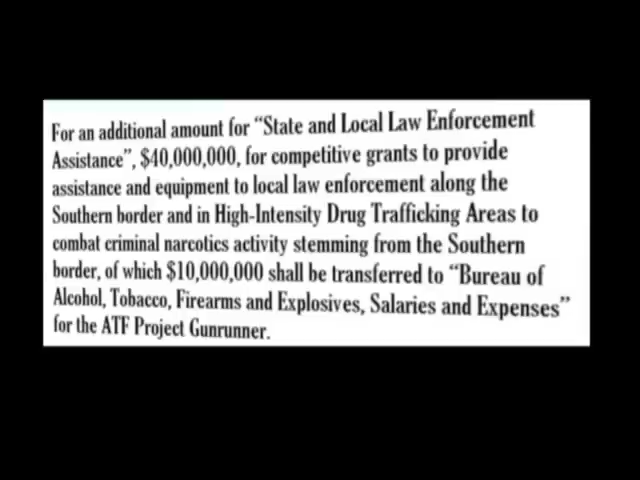 For an additional amount for “State and Local Law Enforcement
Assistance”, $40,000,000, for competitive grants to provide
assistance and equipment to local law enforcement along the
Southern border and in High-Intensity Drug Trafficking Areas to
combat criminal narcotics activity stemming from the Southern
border, of which $10,000,000 shall be transferred to “Bureau of
Alcohol, Tobacco, Firearms and Explosives, Salaries and Expenses”
for the ATF Project Gunrunner.